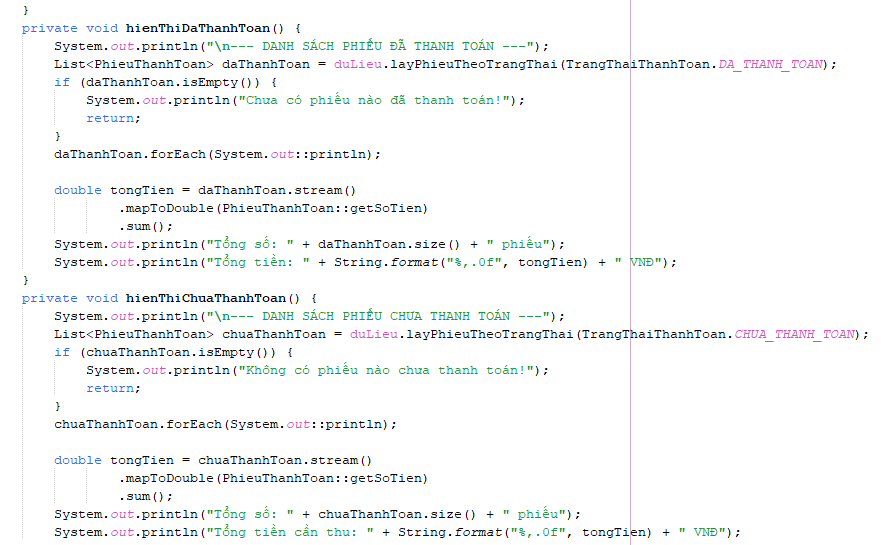 }
private void hienThiDaThanhToan() {
System.out.println("\n--- DANH SÁCH PHIẾU ĐÃ THANH TOÁN ---");
List<PhieuThanhToan> daThanhToan = duLieu.layPhieuTheoTrangThai(TrangThaiThanhToan.DA_THANH_TOAN);
if (daThanhToan.isEmpty()) {
System.out.println("Chưa có phiếu nào đã thanh toán!");
return;
}
daThanhToan.forEach(System.out::println);
double tongTien = daThanhToan.stream()
.mapToDouble(PhieuThanhToan::getSoTien)
.sum();
System.out.println("Tổng số: " + daThanhToan.size() + " phiếu");
System.out.println("Tổng tiền: " + String.format("%,.0f", tongTien) + " VNĐ");
}
private void hienThiChuaThanhToan() {
System.out.println("\n--- DANH SÁCH PHIẾU CHƯA THANH TOÁN ---");
List<PhieuThanhToan> chuaThanhToan = duLieu.layPhieuTheoTrangThai(TrangThaiThanhToan.CHUA_THANH_TOAN);
if (chuaThanhToan.isEmpty()) {
System.out.println("Không có phiếu nào chưa thanh toán!");
return;
}
chuaThanhToan.forEach(System.out::println);
double tongTien = chuaThanhToan.stream()
.mapToDouble(PhieuThanhToan::getSoTien)
.sum();
System.out.println("Tổng số: " + chuaThanhToan.size() + " phiếu");
System.out.println("Tổng tiền cần thu: " + String.format("%,.0f", tongTien) + " VNĐ");